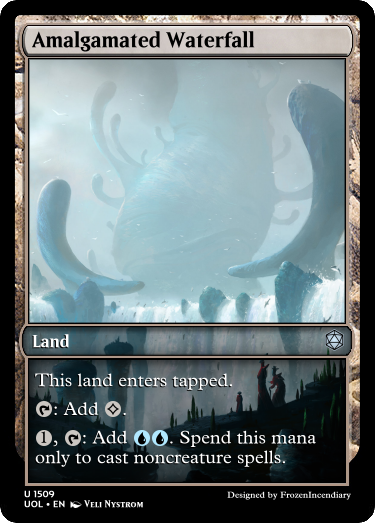 Amalgamated Waterfall
Land
This land enters tapped.
: Add .
1, : Add . Spend this mana
only to cast noncreature spells.
U 1509
UOL • EN Veli Nystrom
Designed by FrozenIncendiary